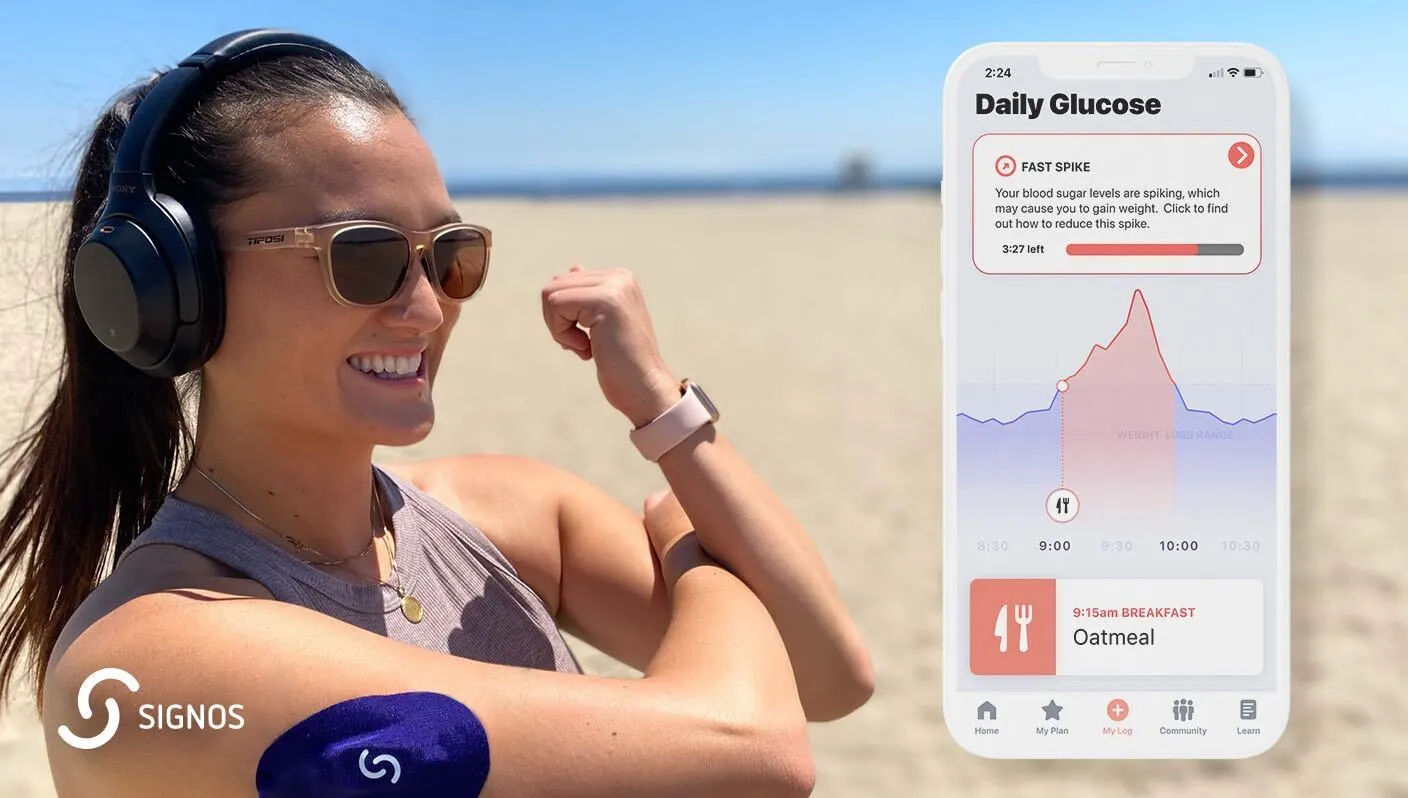 SONY
TIFOSI
SIGNOS
2:24
Daily Glucose
FAST SPIKE
Your blood sugar levels are spiking, which
may cause you to gain weight. Click to find
out how to reduce this spike.
3:27 left
WEIGHT LOSS RANGE
8:30 9:00 9:30 10:00 10:30
9:15am BREAKFAST
Oatmeal
Home My Plan My Log Community Learn